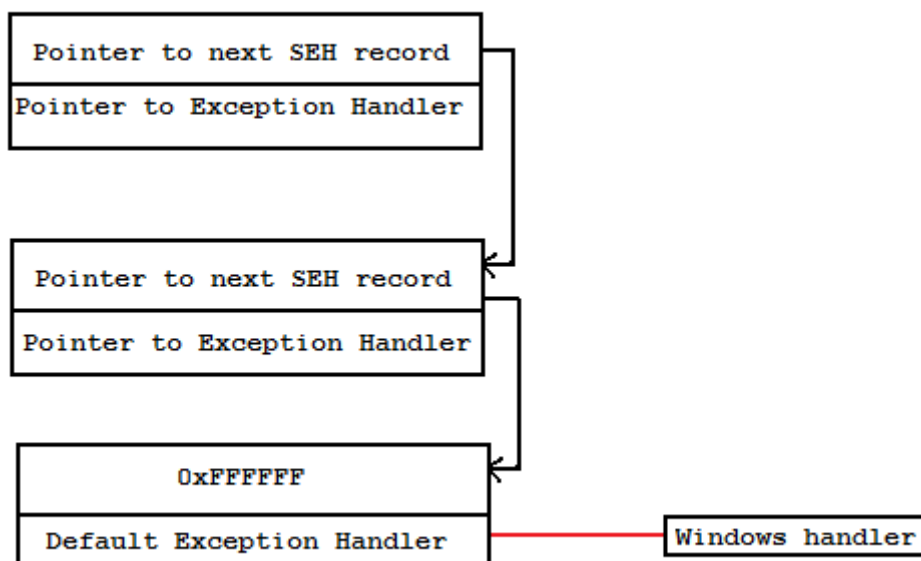 Pointer to next SEH record
Pointer to Exception Handler
Pointer to next SEH record
Pointer to Exception Handler
0xFFFFFF
Default Exception Handler
Windows handler